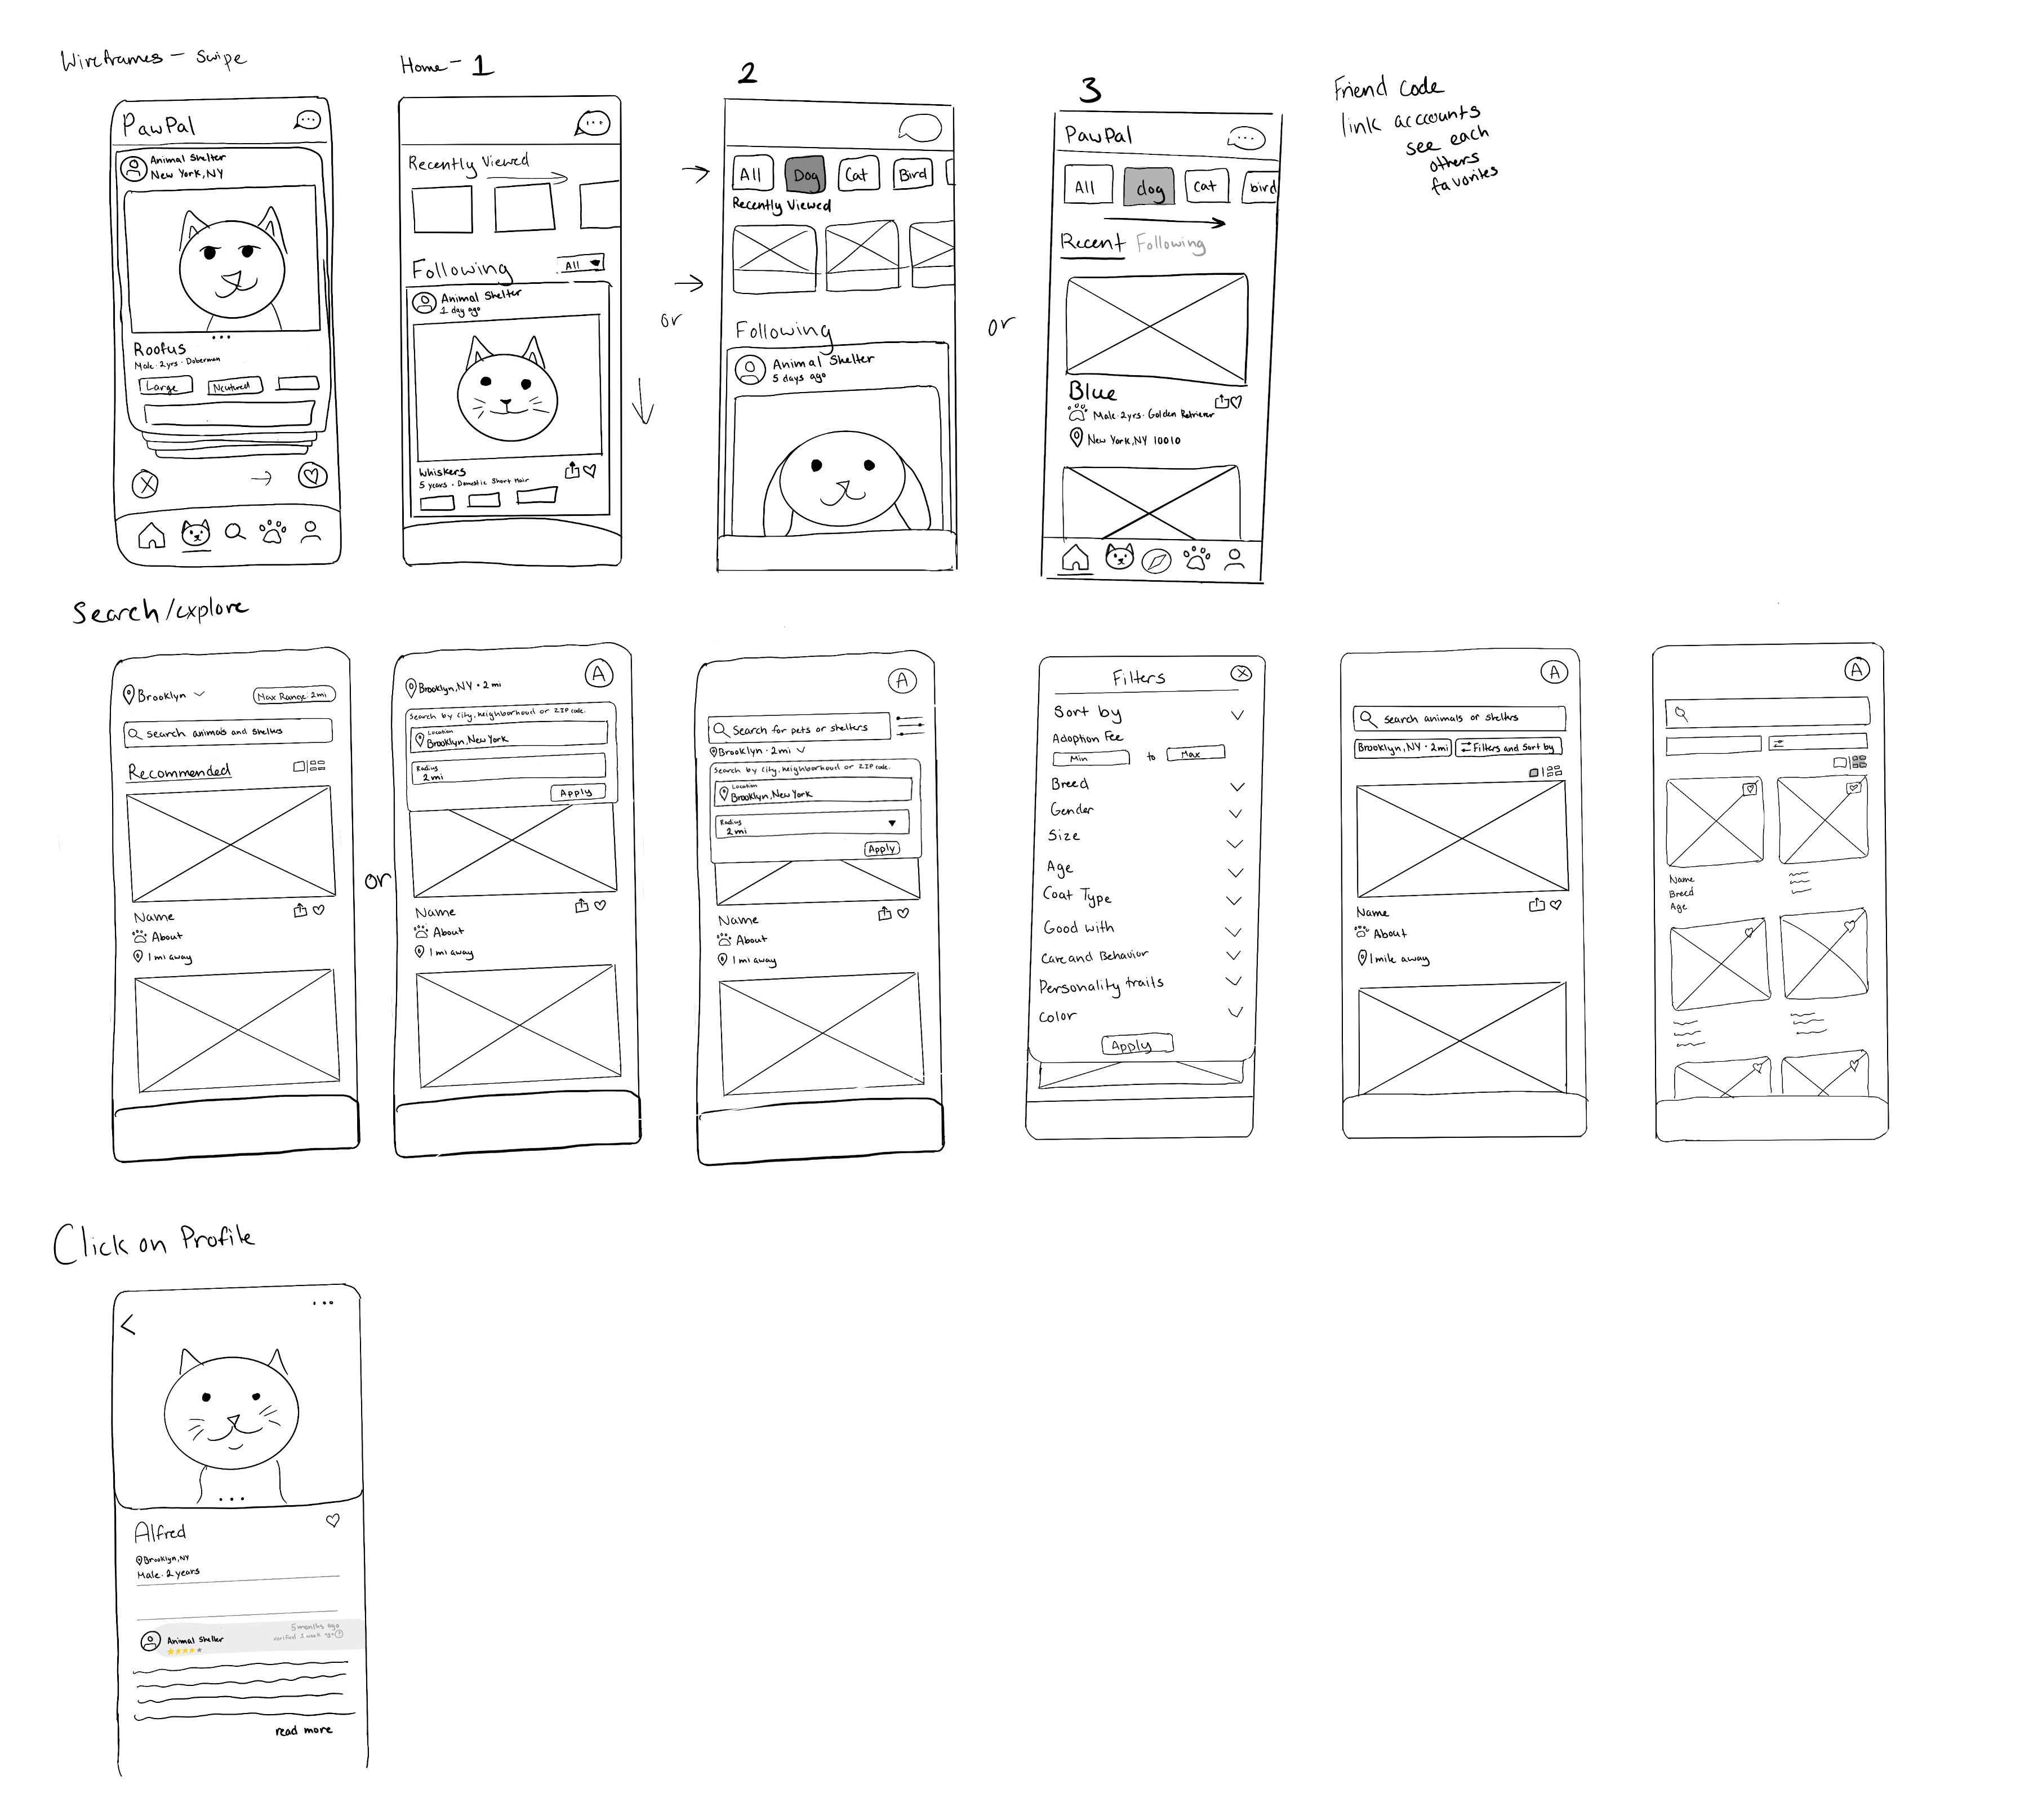 Wireframes - Swipe
PawPal
Animal Shelter
New York, NY
Roofus
Male · 2yrs · Doberman
Large
Neutured
Home - 1
Recently Viewed
Following
All
Animal Shelter
1 day ago
Whiskers
5 years · Domestic Short Hair
or
2
All Dog Cat Bird
Recently Viewed
Following
Animal Shelter
5 days ago
or
3
PawPal
All dog Cat bird
Recent Following
Blue
Male · 2yrs · Golden Retriever
New York, NY 10010
Friend Code
link acccounts
see each
others
favorites
Search/explore
Brooklyn
Max Range: 2mi
search animals and shelters
Recommended
Name
About
1 mi away
or
Brooklyn, NY · 2 mi
A
Search by City, neighborhood or ZIP code.
Location
Brooklyn, New York
Radius
2 mi
Apply
Name
About
1 mi away
A
Search for pets or shelters
Brooklyn · 2mi
Search by City, neighborhood or ZIP code.
Location
Brooklyn, New York
Radius
2 mi
Apply
Name
About
1 mi away
Filters X
Sort by
Adoption Fee
Min to Max
Breed
Gender
Size
Age
Coat Type
Good with
Care and Behavior
Personality traits
Color
Apply
A
search animals or shelters
Brooklyn, NY · 2mi
Filters and Sort by
Name
About
1 mile away
A
Name
Breed
Age
Click on Profile
Alfred
Brooklyn, NY
Male · 2 years
Animal Shelter
5 months ago
verified 1 week ago
read more